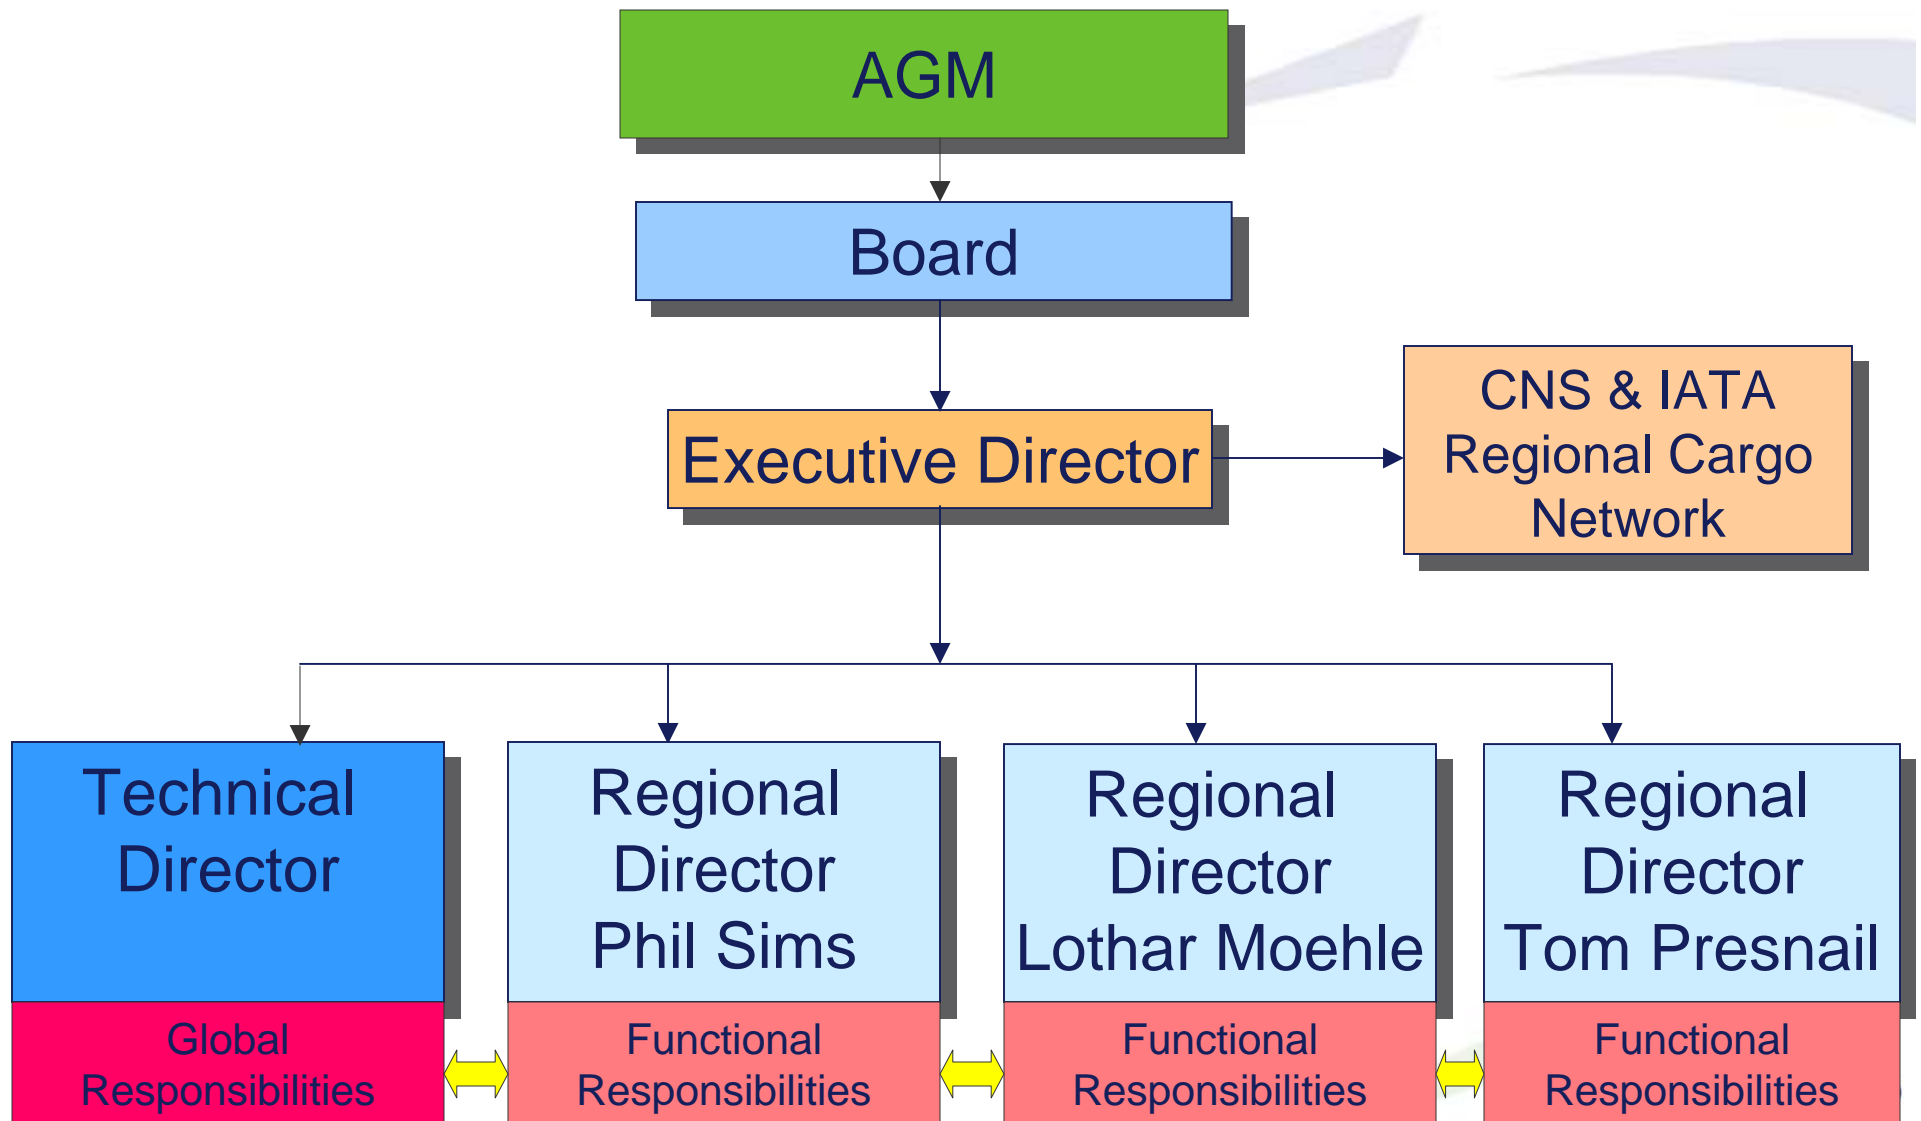 AGM
Board
Executive Director
CNS & IATA
Regional Cargo
Network
Technical
Director
Regional
Director
Phil Sims
Regional
Director
Lothar Moehle
Regional
Director
Tom Presnail
Global
Responsibilities
Functional
Responsibilities
Functional
Responsibilities
Functional
Responsibilities